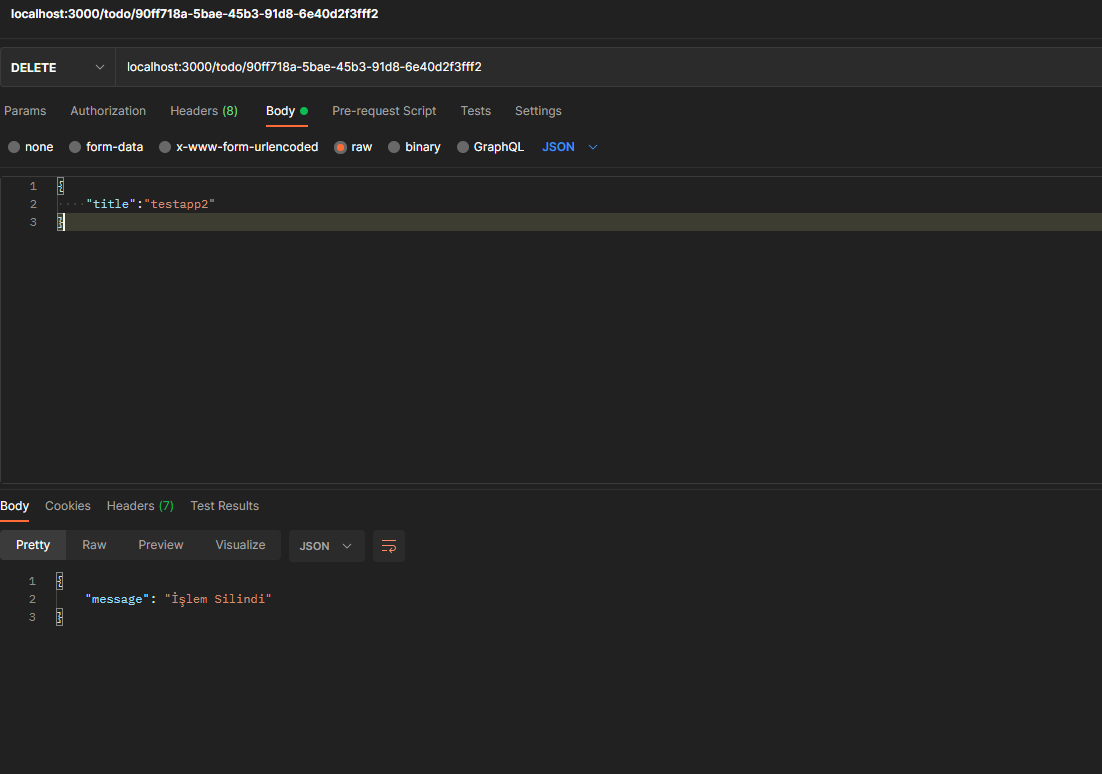 localhost:3000/todo/90ff718a-5bae-45b3-91d8-6e40d2f3fff2
DELETE localhost:3000/todo/90ff718a-5bae-45b3-91d8-6e40d2f3fff2
Params Authorization Headers (8) Body Pre-request Script Tests Settings
none form-data x-www-form-urlencoded raw binary GraphQL JSON
1 {
2 ····"title":"testapp2"
3 }
Body Cookies Headers (7) Test Results
Pretty Raw Preview Visualize JSON
1 {
2 "message": "İşlem Silindi"
3 }